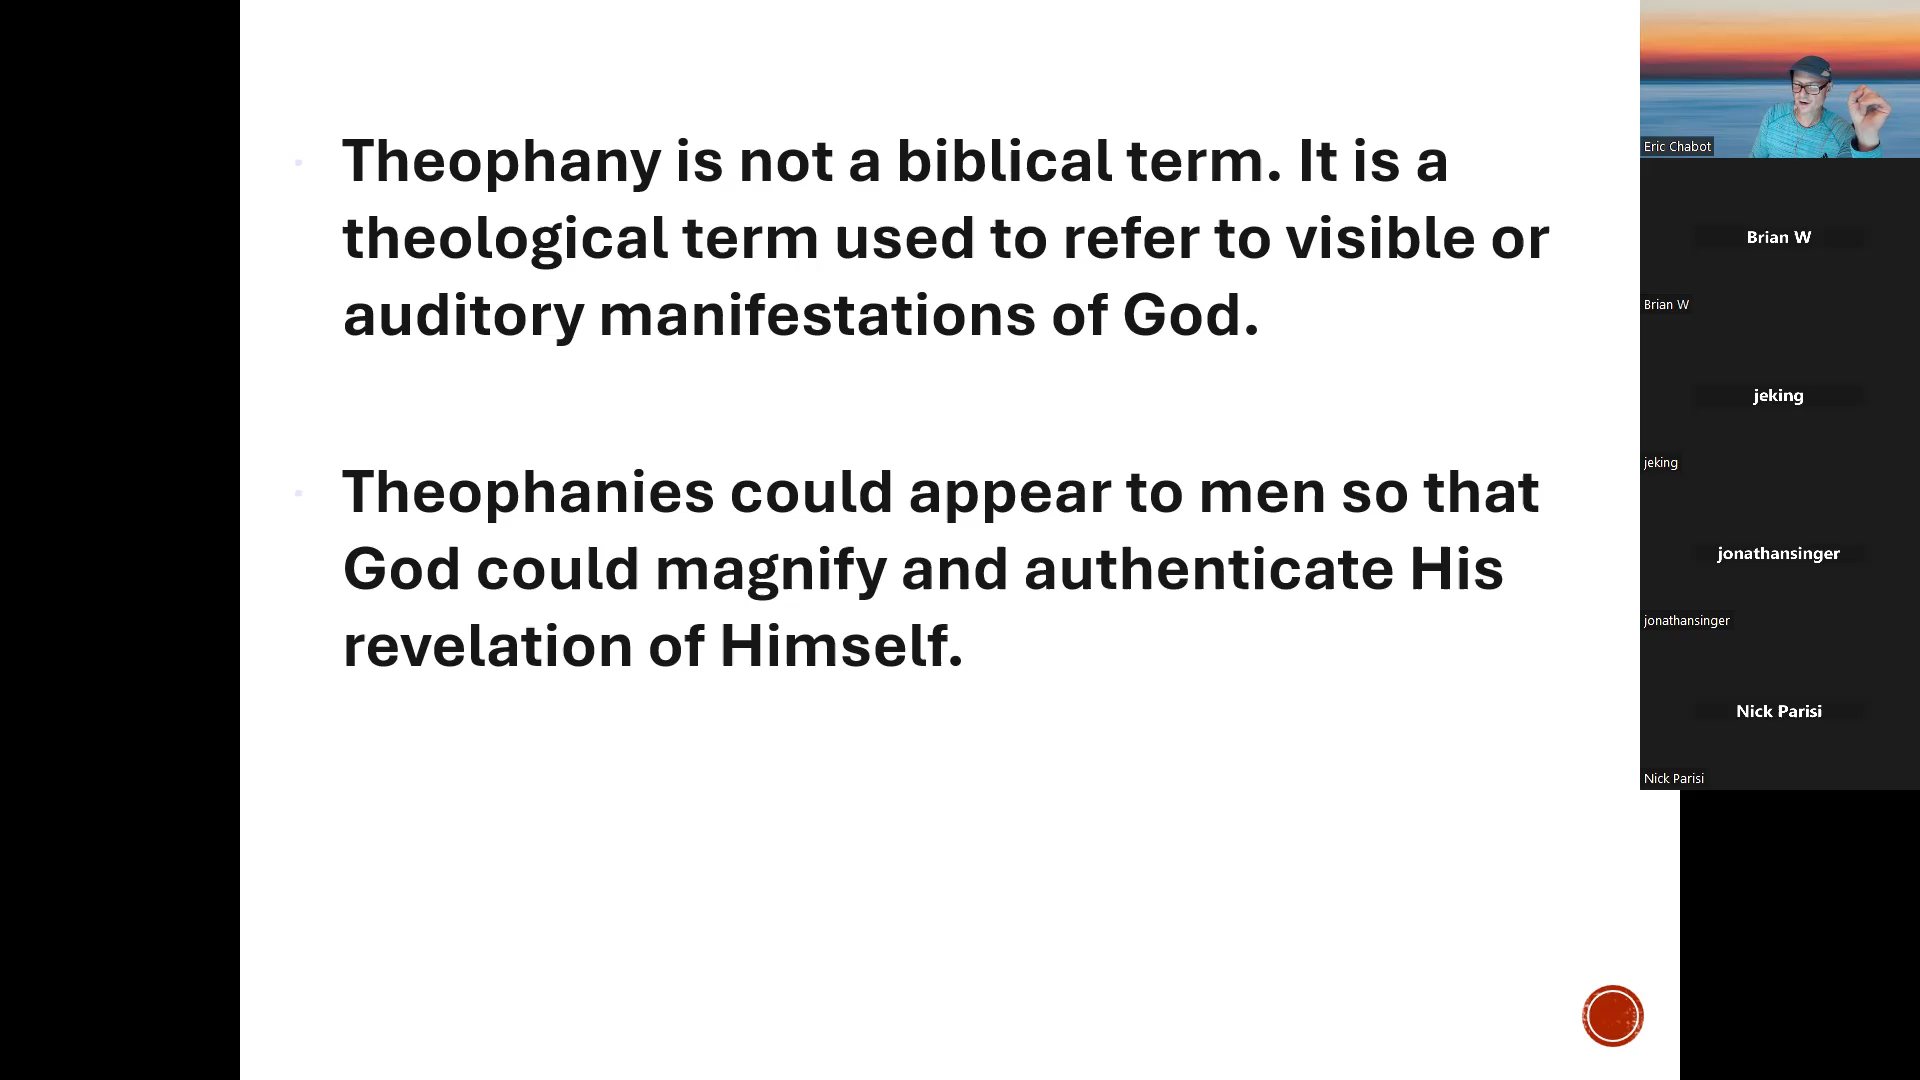 Theophany is not a biblical term. It is a
theological term used to refer to visible or
auditory manifestations of God.
Theophanies could appear to men so that
God could magnify and authenticate His
revelation of Himself.
Eric Chabot
Brian W
Brian W
jeking
jeking
jonathansinger
jonathansinger
Nick Parisi
Nick Parisi